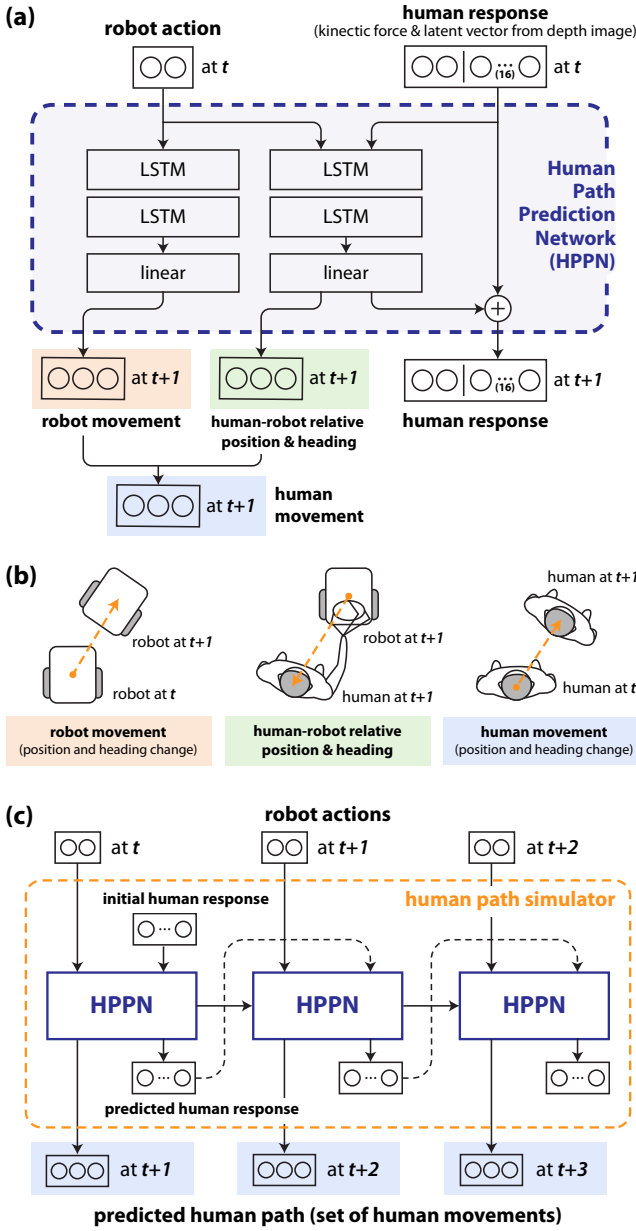 (a)
robot action
at t
human response
(kinetic force & latent vector from depth image)
... (16)
at t
LSTM
LSTM
LSTM
LSTM
linear
linear
Human
Path
Prediction
Network
(HPPN)
+
at t+1
robot movement
at t+1
human-robot relative
position & heading
... (16)
at t+1
human response
at t+1
human
movement
(b)
robot at t+1
robot at t
robot movement
(position and heading change)
robot at t+1
human at t+1
human-robot relative
position & heading
human at t+1
human at t
human movement
(position and heading change)
(c)
robot actions
at t
at t+1
at t+2
initial human response
...
human path simulator
HPPN
HPPN
HPPN
...
...
...
predicted human response
at t+1
at t+2
at t+3
predicted human path (set of human movements)